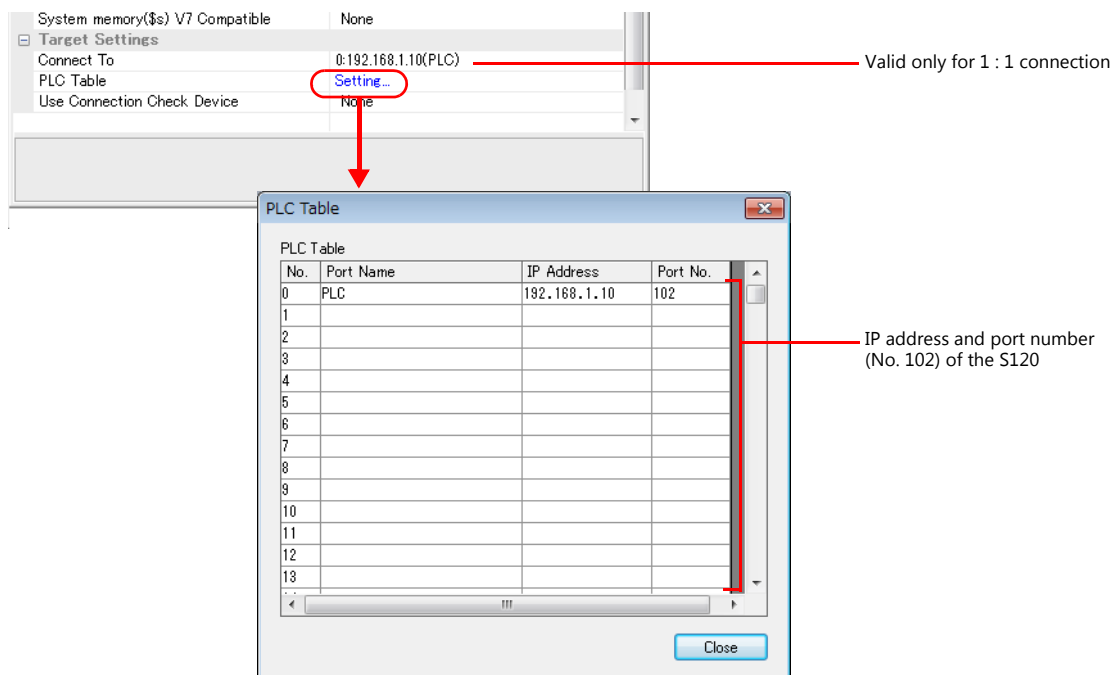 System memory($s) V7 Compatible None
Target Settings
Connect To 0:192.168.1.10(PLC)
Valid only for 1 : 1 connection
PLC Table Setting...
Use Connection Check Device None
PLC Table
PLC Table
No. Port Name IP Address Port No.
0 PLC 192.168.1.10 102
1
2
3
IP address and port number
(No. 102) of the S120
4
5
6
7
8
9
10
11
12
13
Close